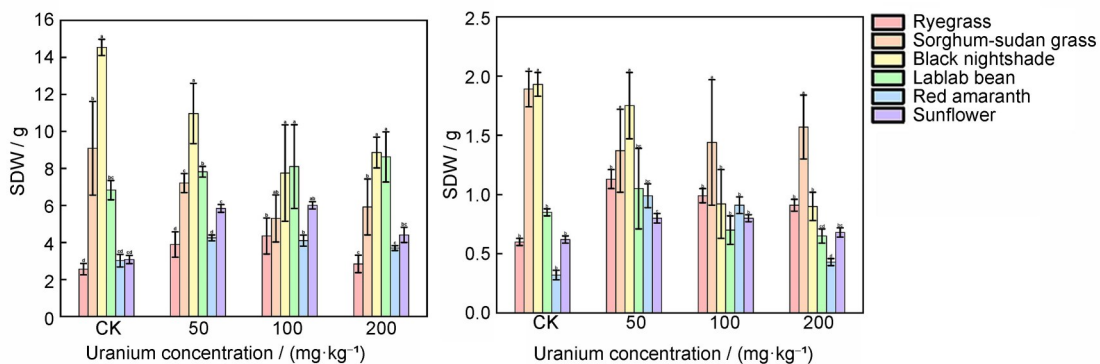 16
14
12
10
8
6
4
2
0
SDW / g
CK
50
100
200
Uranium concentration / (mg·kg⁻¹)
2.5
2.0
1.5
1.0
0.5
0.0
SDW / g
CK
50
100
200
Uranium concentration / (mg·kg⁻¹)
Ryegrass
Sorghum-sudan grass
Black nightshade
Lablab bean
Red amaranth
Sunflower